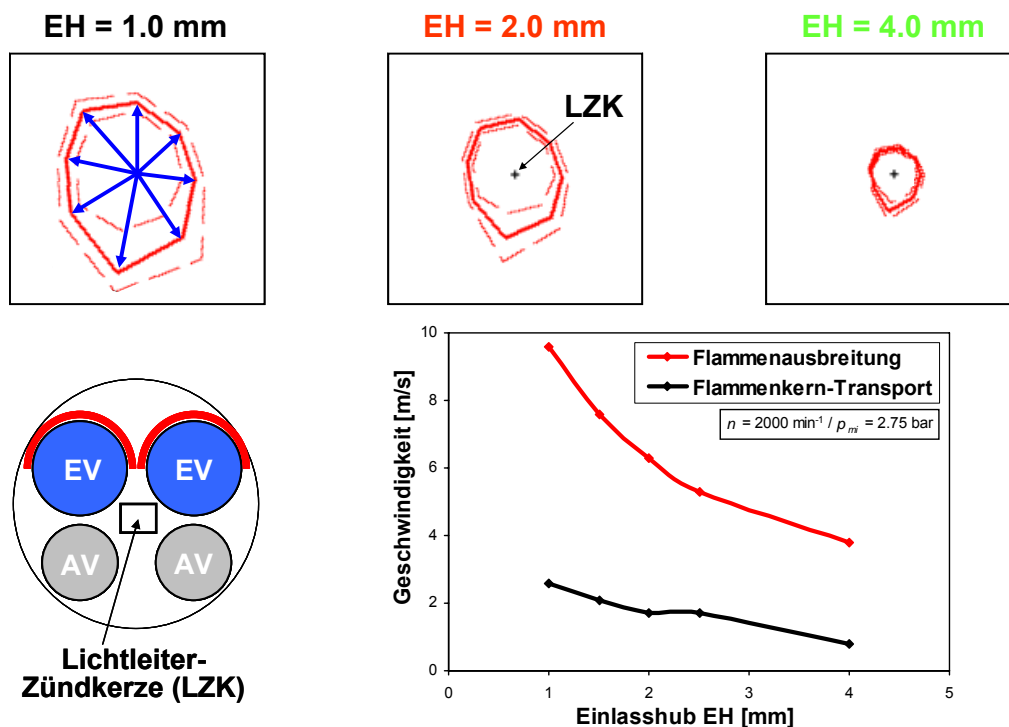 EH = 1.0 mm
EH = 2.0 mm
EH = 4.0 mm
LZK
EV
EV
AV
AV
Lichtleiter-
Zündkerze (LZK)
10
8
6
4
2
0
Geschwindigkeit [m/s]
Flammenausbreitung
Flammenkern-Transport
n = 2000 min⁻¹ / pmi = 2.75 bar
0 1 2 3 4 5
Einlasshub EH [mm]